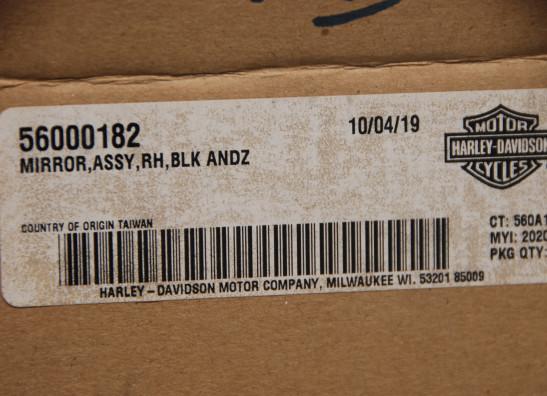 56000182
10/04/19
MIRROR,ASSY,RH,BLK ANDZ
MOTOR
HARLEY-DAVIDSON
CYCLES
COUNTRY OF ORIGIN TAIWAN
CT: 560A1
MYI: 2020
PKG QTY:
HARLEY-DAVIDSON MOTOR COMPANY, MILWAUKEE WI. 53201 85009